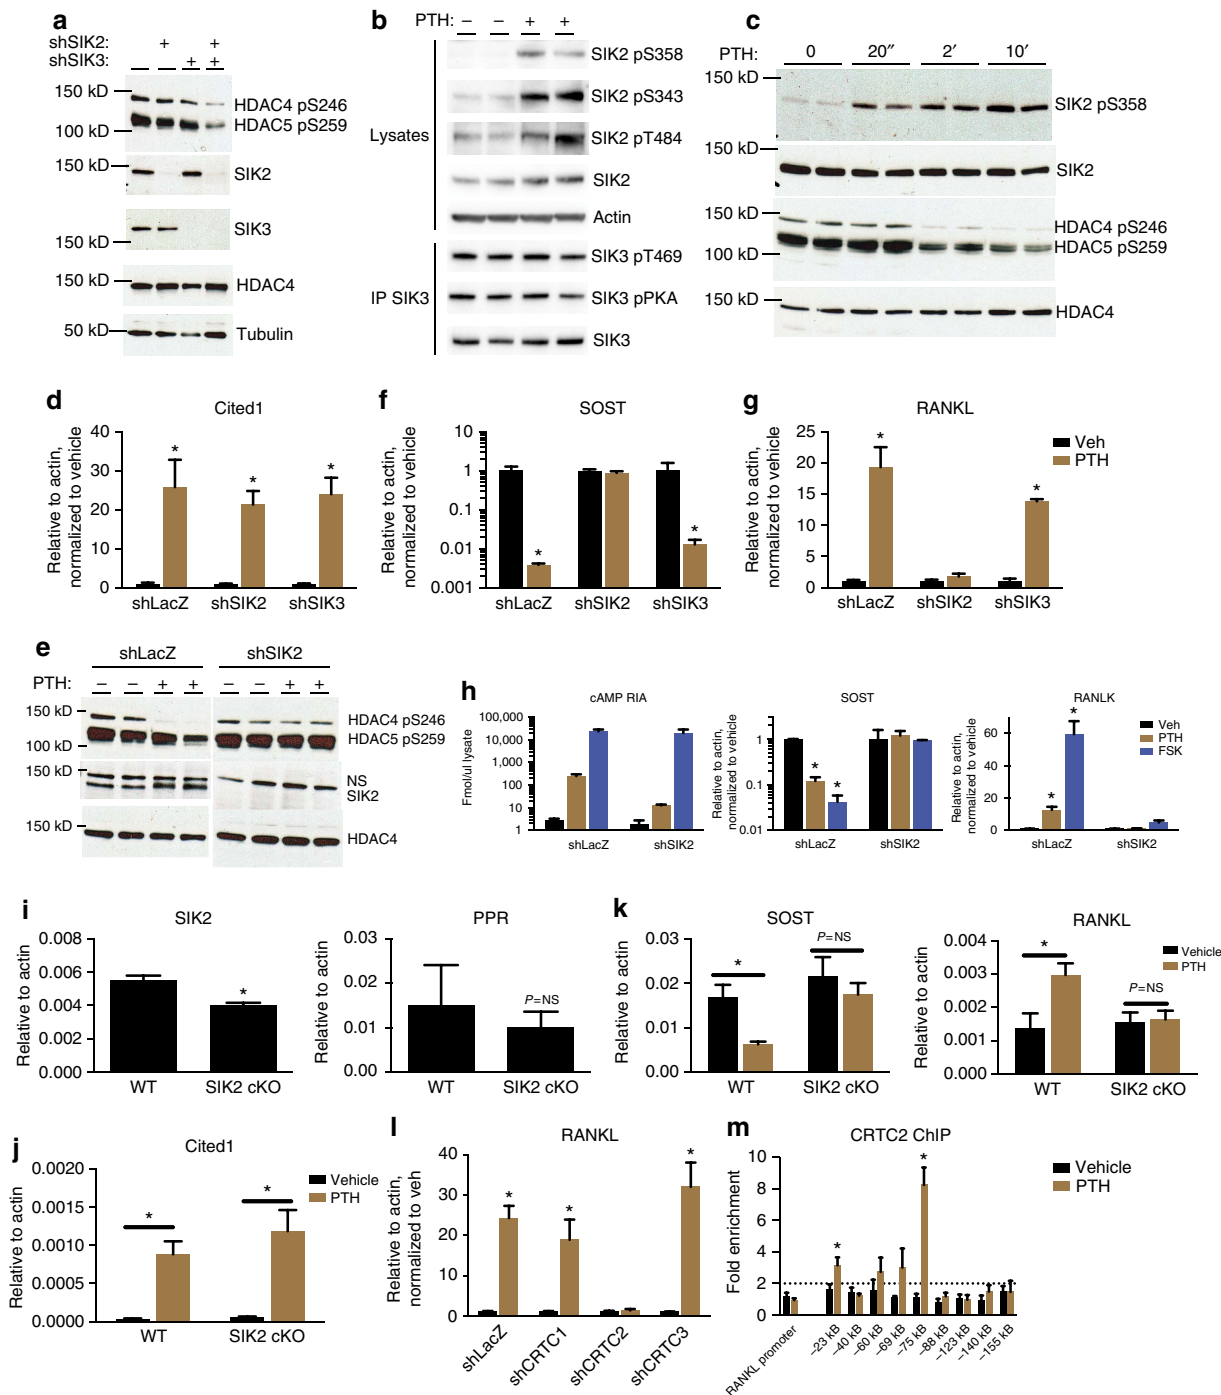 a
shSIK2: + +
shSIK3: + +
150 kD
100 kD
HDAC4 pS246
HDAC5 pS259
150 kD
SIK2
150 kD
SIK3
150 kD
HDAC4
50 kD
Tubulin
b
PTH: – – + +
Lysates
SIK2 pS358
SIK2 pS343
SIK2 pT484
SIK2
Actin
IP SIK3
SIK3 pT469
SIK3 pPKA
SIK3
c
PTH: 0 20″ 2′ 10′
150 kD
SIK2 pS358
150 kD
SIK2
150 kD
HDAC4 pS246
100 kD
HDAC5 pS259
150 kD
HDAC4
d
Cited1
Relative to actin,
normalized to vehicle
40
30
20
10
0
* * *
shLacZ shSIK2 shSIK3
f
SOST
Relative to actin,
normalized to vehicle
10
1
0.1
0.01
0.001
* *
shLacZ shSIK2 shSIK3
g
RANKL
Relative to actin,
normalized to vehicle
25
20
15
10
5
0
* *
shLacZ shSIK2 shSIK3
Veh
PTH
e
shLacZ shSIK2
PTH: – – + + – – + +
150 kD
100 kD
HDAC4 pS246
HDAC5 pS259
150 kD
NS
SIK2
150 kD
HDAC4
h
cAMP RIA
Fmol/ul lysate
100,000
10,000
1000
100
10
1
shLacZ shSIK2
SOST
Relative to actin,
normalized to vehicle
1
0.1
0.01
* *
shLacZ shSIK2
RANLK
Relative to actin,
normalized to vehicle
60
40
20
0
* *
shLacZ shSIK2
Veh
PTH
FSK
i
SIK2
Relative to actin
0.008
0.006
0.004
0.002
0.000
*
WT SIK2 cKO
PPR
Relative to actin
0.03
0.02
0.01
0.00
P=NS
WT SIK2 cKO
k
SOST
Relative to actin
0.03
0.02
0.01
0.00
*
P=NS
WT SIK2 cKO
RANKL
Relative to actin
0.004
0.003
0.002
0.001
0.000
*
P=NS
WT SIK2 cKO
Vehicle
PTH
j
Cited1
Relative to actin
0.0020
0.0015
0.0010
0.0005
0.0000
* *
WT SIK2 cKO
Vehicle
PTH
l
RANKL
Relative to actin,
normalized to veh
40
30
20
10
0
* * *
shLacZ shCRTC1 shCRTC2 shCRTC3
m
CRTC2 ChIP
Fold enrichment
10
8
6
4
2
0
* *
RANKL promoter –23 kB –40 kB –60 kB –69 kB –75 kB –88 kB –123 kB –140 kB –155 kB
Vehicle
PTH